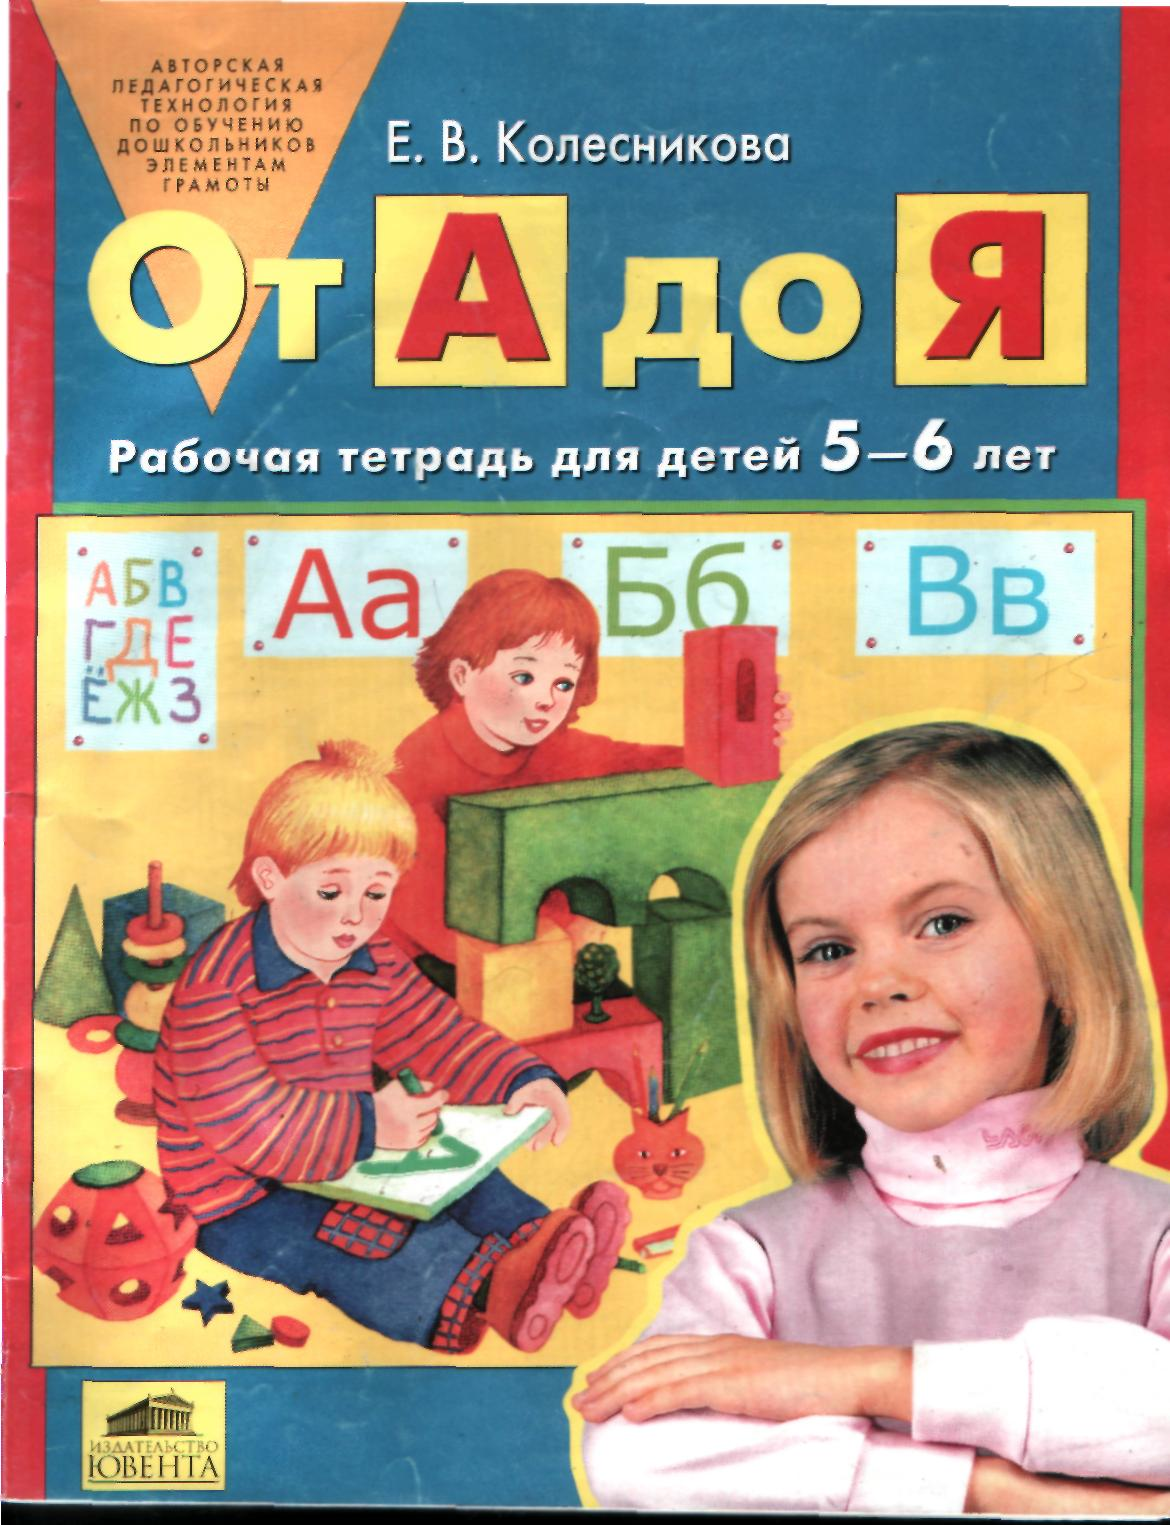 АВТОРСКАЯ
ПЕДАГОГИЧЕСКАЯ
ТЕХНОЛОГИЯ
ПО ОБУЧЕНИЮ
ДОШКОЛЬНИКОВ
ЭЛЕМЕНТАМ
ГРАМОТЫ
Е. В. Колесникова
От А до Я
Рабочая тетрадь для детей 5–6 лет
АБВ
ГДЕ
ЁЖЗ
Аа
Бб
Вв
ИЗДАТЕЛЬСТВО
ЮВЕНТА